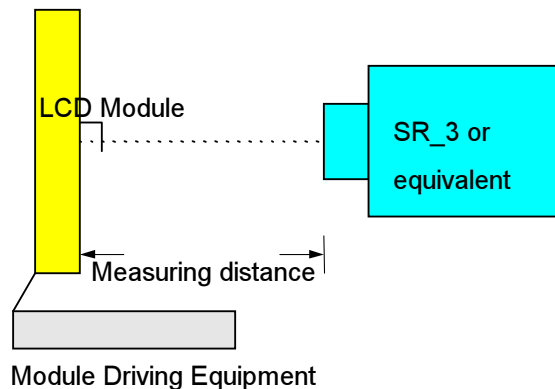 LCD Module
SR_3 or
equivalent
Measuring distance
Module Driving Equipment